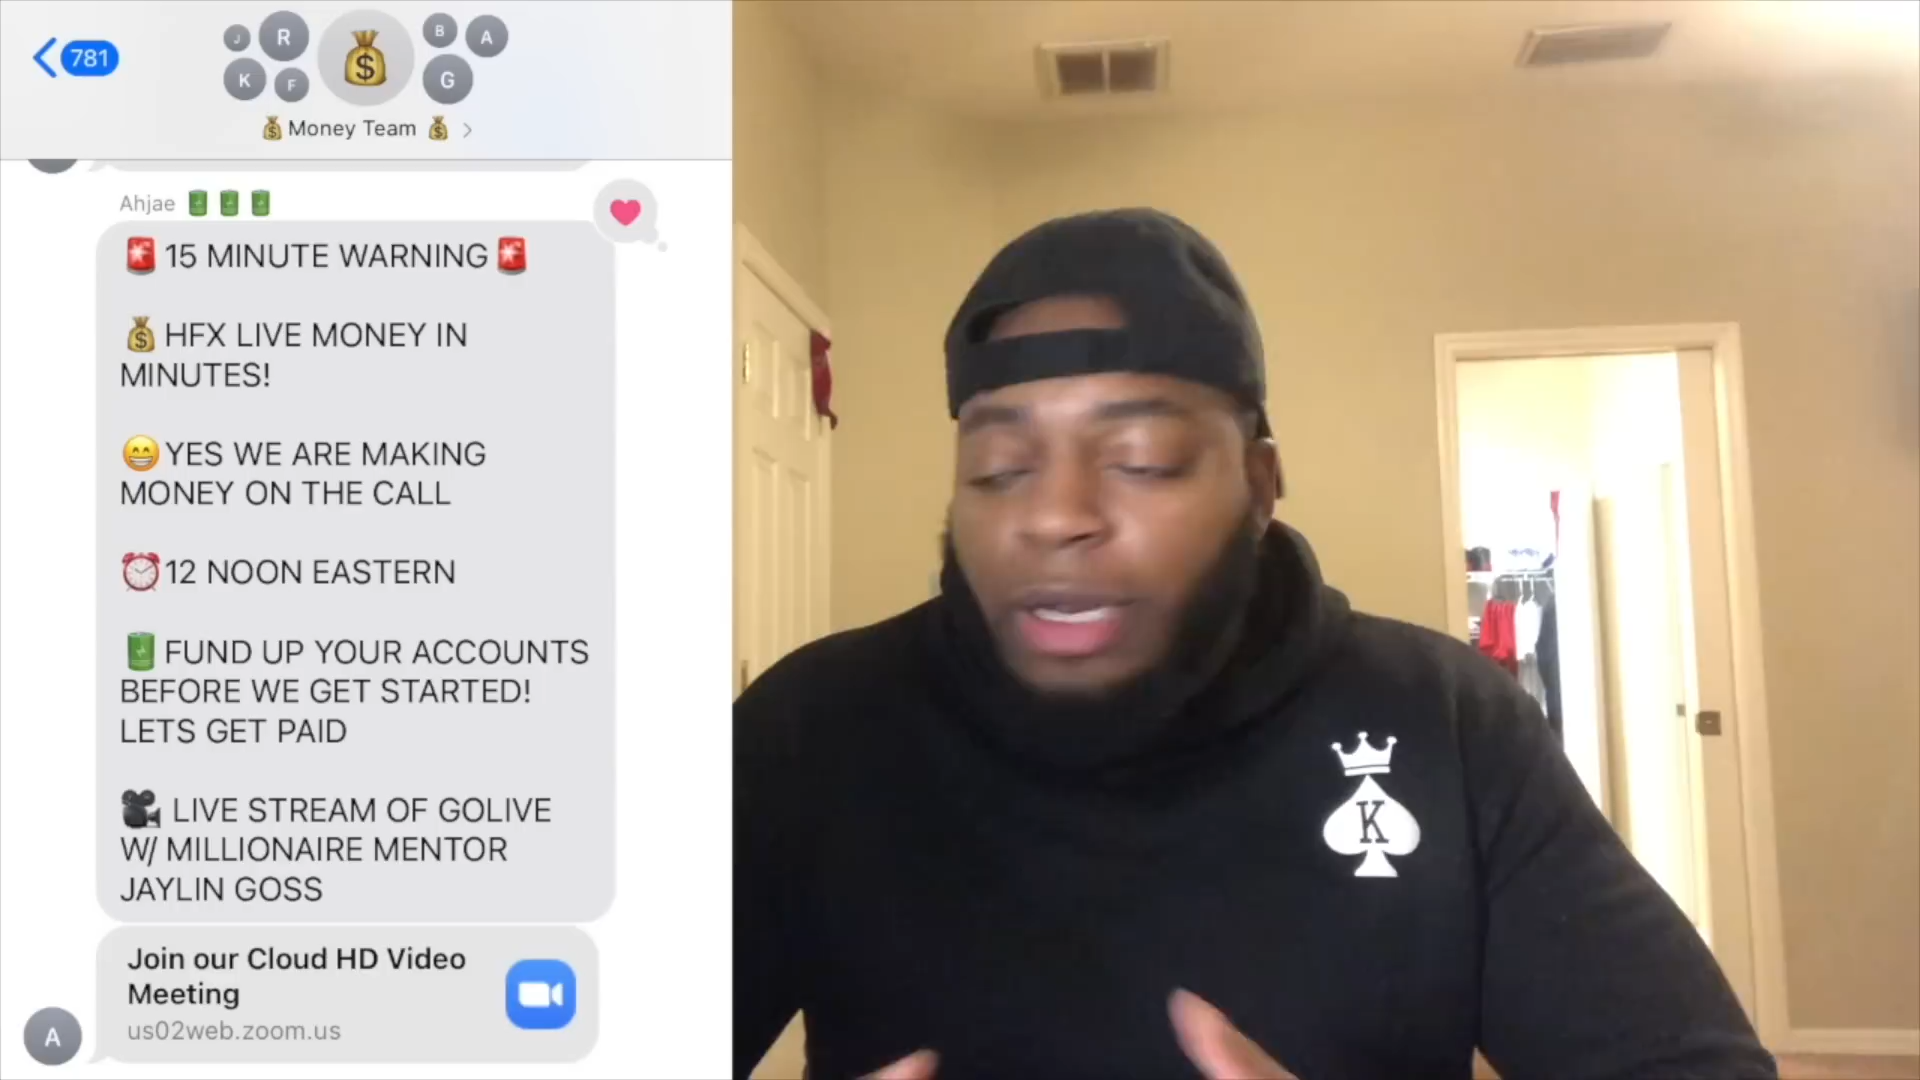 781
J
R
B
A
K
F
G
💰Money Team 💰
Ahjae 🔋🔋🔋
🚨15 MINUTE WARNING🚨
💰HFX LIVE MONEY IN
MINUTES!
😁YES WE ARE MAKING
MONEY ON THE CALL
⏰12 NOON EASTERN
🔋FUND UP YOUR ACCOUNTS
BEFORE WE GET STARTED!
LETS GET PAID
🎥 LIVE STREAM OF GOLIVE
W/ MILLIONAIRE MENTOR
JAYLIN GOSS
Join our Cloud HD Video
Meeting
us02web.zoom.us
A
K